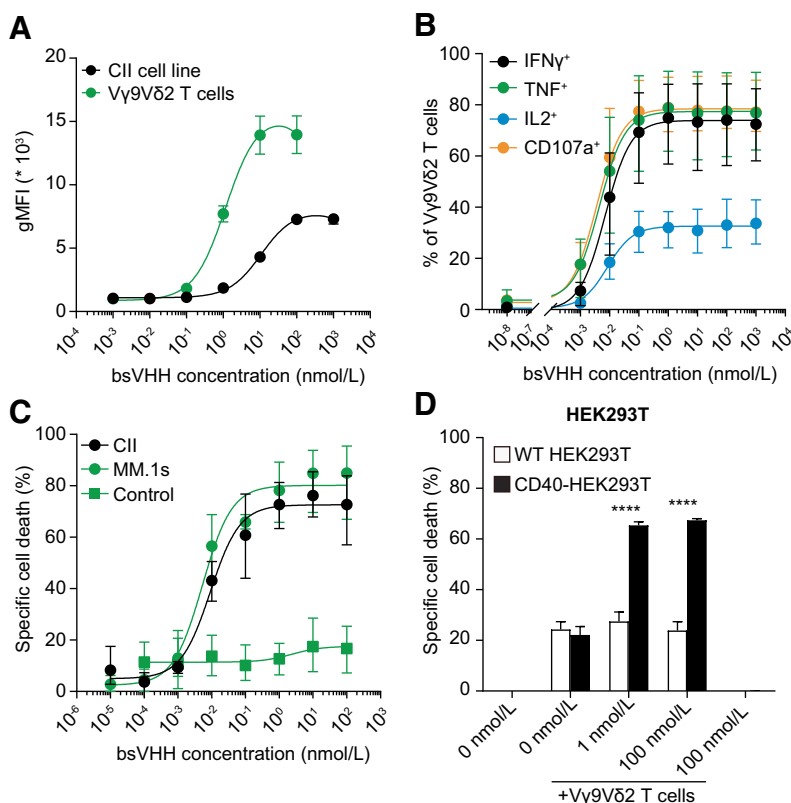 A
20
15
10
5
0
gMFI (* 10³)
CII cell line
Vγ9Vδ2 T cells
10⁻⁴ 10⁻³ 10⁻² 10⁻¹ 10⁰ 10¹ 10² 10³ 10⁴
bsVHH concentration (nmol/L)
B
100
80
60
40
20
0
% of Vγ9Vδ2 T cells
IFNγ⁺
TNF⁺
IL2⁺
CD107a⁺
10⁻⁸ 10⁻⁷ 10⁻⁴ 10⁻³ 10⁻² 10⁻¹ 10⁰ 10¹ 10² 10³ 10⁴
bsVHH concentration (nmol/L)
C
100
80
60
40
20
0
Specific cell death (%)
CII
MM.1s
Control
10⁻⁶ 10⁻⁵ 10⁻⁴ 10⁻³ 10⁻² 10⁻¹ 10⁰ 10¹ 10² 10³
bsVHH concentration (nmol/L)
D
HEK293T
100
80
60
40
20
0
Specific cell death (%)
WT HEK293T
CD40-HEK293T
**** ****
0 nmol/L 0 nmol/L 1 nmol/L 100 nmol/L 100 nmol/L
+Vγ9Vδ2 T cells